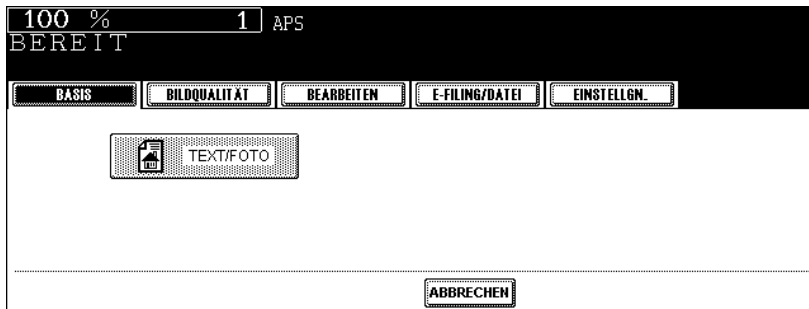 100 % 1 APS
BEREIT
BASIS BILDQUALITÄT BEARBEITEN E-FILING/DATEI EINSTELLGN.
TEXT/FOTO
ABBRECHEN